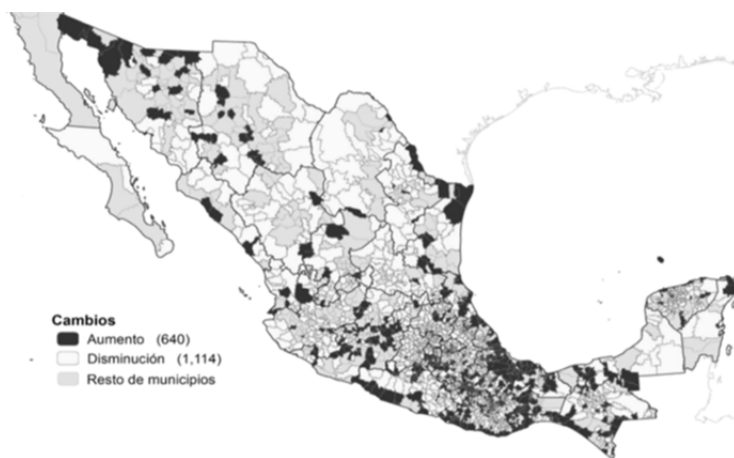 Cambios
Aumento (640)
Disminución (1,114)
Resto de municipios